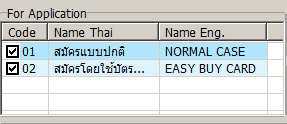 For Application
Code Name Thai Name Eng.
01 สมัครแบบปกติ NORMAL CASE
02 สมัครโดยใช้บัตร... EASY BUY CARD